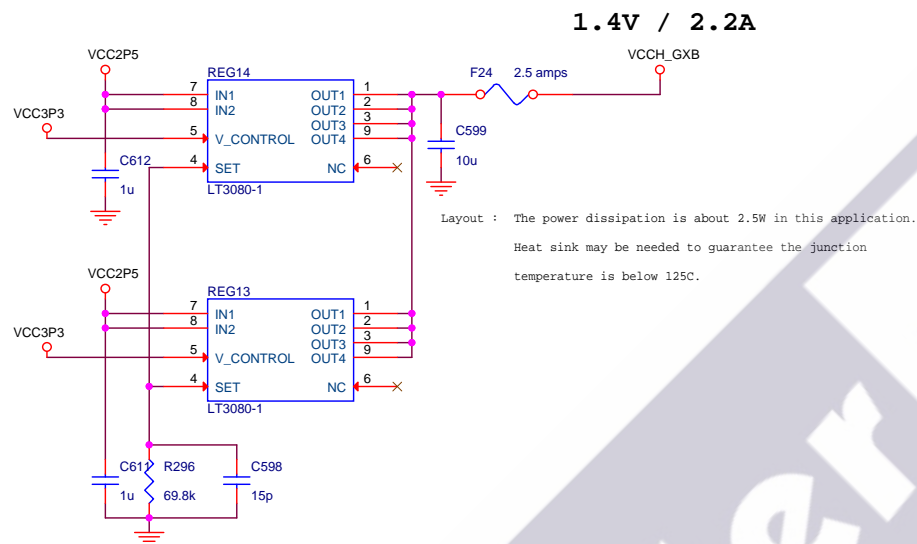 1.4V / 2.2A
VCC2P5
VCCH_GXB
REG14
F24
2.5 amps
7
IN1
OUT1
1
8
IN2
OUT2
2
VCC3P3
OUT3
3
5
V_CONTROL
OUT4
9
C599
10u
C612
1u
4
SET
NC
6
LT3080-1
Layout : The power dissipation is about 2.5W in this application.
Heat sink may be needed to guarantee the junction
temperature is below 125C.
VCC2P5
REG13
7
IN1
OUT1
1
8
IN2
OUT2
2
VCC3P3
OUT3
3
5
V_CONTROL
OUT4
9
4
SET
NC
6
LT3080-1
C611
R296
C598
1u
69.8k
15p
er